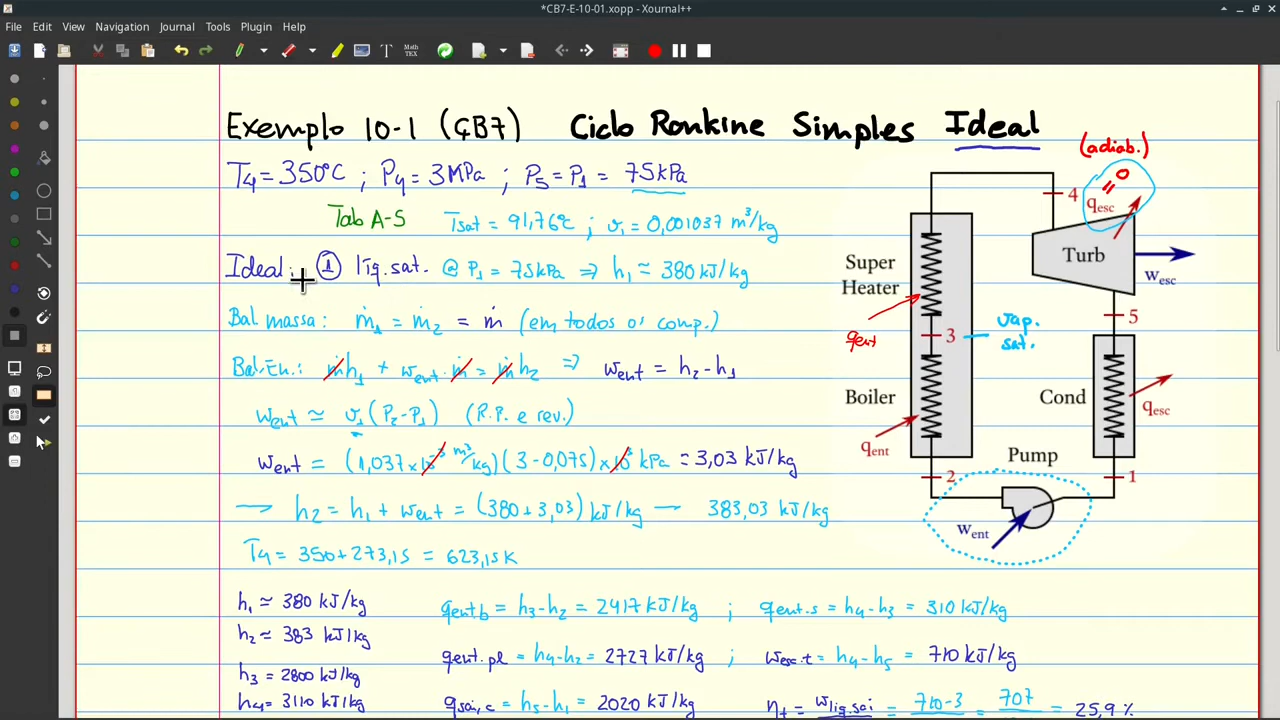 *CB7-E-10-01.xopp - Xournal++
File Edit View Navigation Journal Tools Plugin Help
Exemplo 10-1 (ÇB7) Ciclo Rankine Simples Ideal
T4 = 350°C ; P4 = 3MPa ; P5 = P1 = 75kPa
Tab A-5 Tsat = 91,76°C ; v1 = 0,001037 m³/kg
Ideal: ① líq. sat. @ P1 = 75kPa ⇒ h1 ≈ 380 kJ/kg
Bal. massa: ṁ1 = ṁ2 = ṁ (em todos os comp.)
Bal. En.: ṁh1 + went·ṁ = ṁh2 ⇒ went = h2-h1
went ≈ v1(P2-P1) (R.P. e rev.)
went = (1,037×10⁻³ m³/kg)(3-0,075)×10³ kPa = 3,03 kJ/kg
→ h2 = h1 + went = (380+3,03) kJ/kg → 383,03 kJ/kg
T4 = 350+273,15 = 623,15K
h1 ≈ 380 kJ/kg
h2 ≈ 383 kJ/kg
h3 = 2800 kJ/kg
h4 = 3110 kJ/kg
qent.b = h3-h2 = 2417 kJ/kg ; qent.s = h4-h3 = 310 kJ/kg
qent.pl = h4-h2 = 2727 kJ/kg ; wesc.t = h4-h5 = 710 kJ/kg
qsai,c = h5-h1 = 2020 kJ/kg ηt = wliq.sai = 710-3 = 707 = 25,9 %
(adiab.)
= 0
qesc
4
Turb
wesc
Super
Heater
qent
3
vap.
sat.
5
Boiler
Cond
qesc
qent
Pump
2
1
went